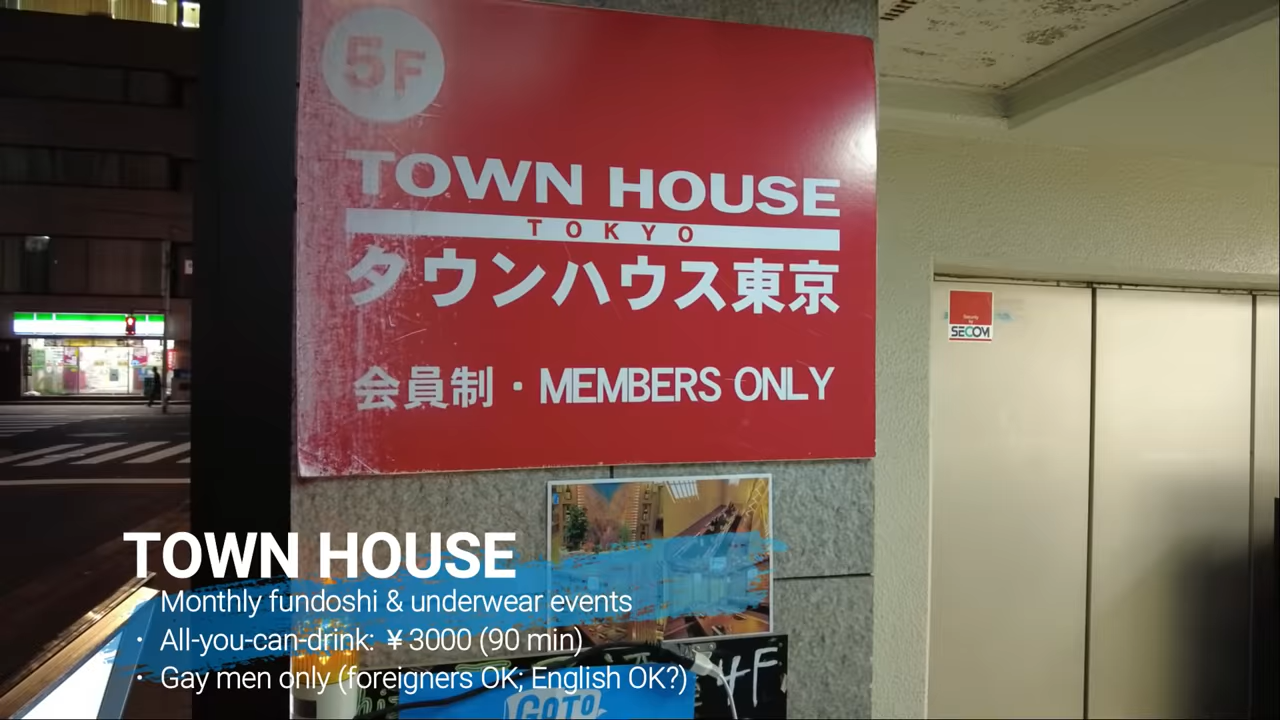 5F
TOWN HOUSE
TOKYO
タウンハウス東京
会員制・MEMBERS ONLY
SECOM
TOWN HOUSE
Monthly fundoshi & underwear events
・ All-you-can-drink: ¥3000 (90 min)
・ Gay men only (foreigners OK; English OK?)
GOTO